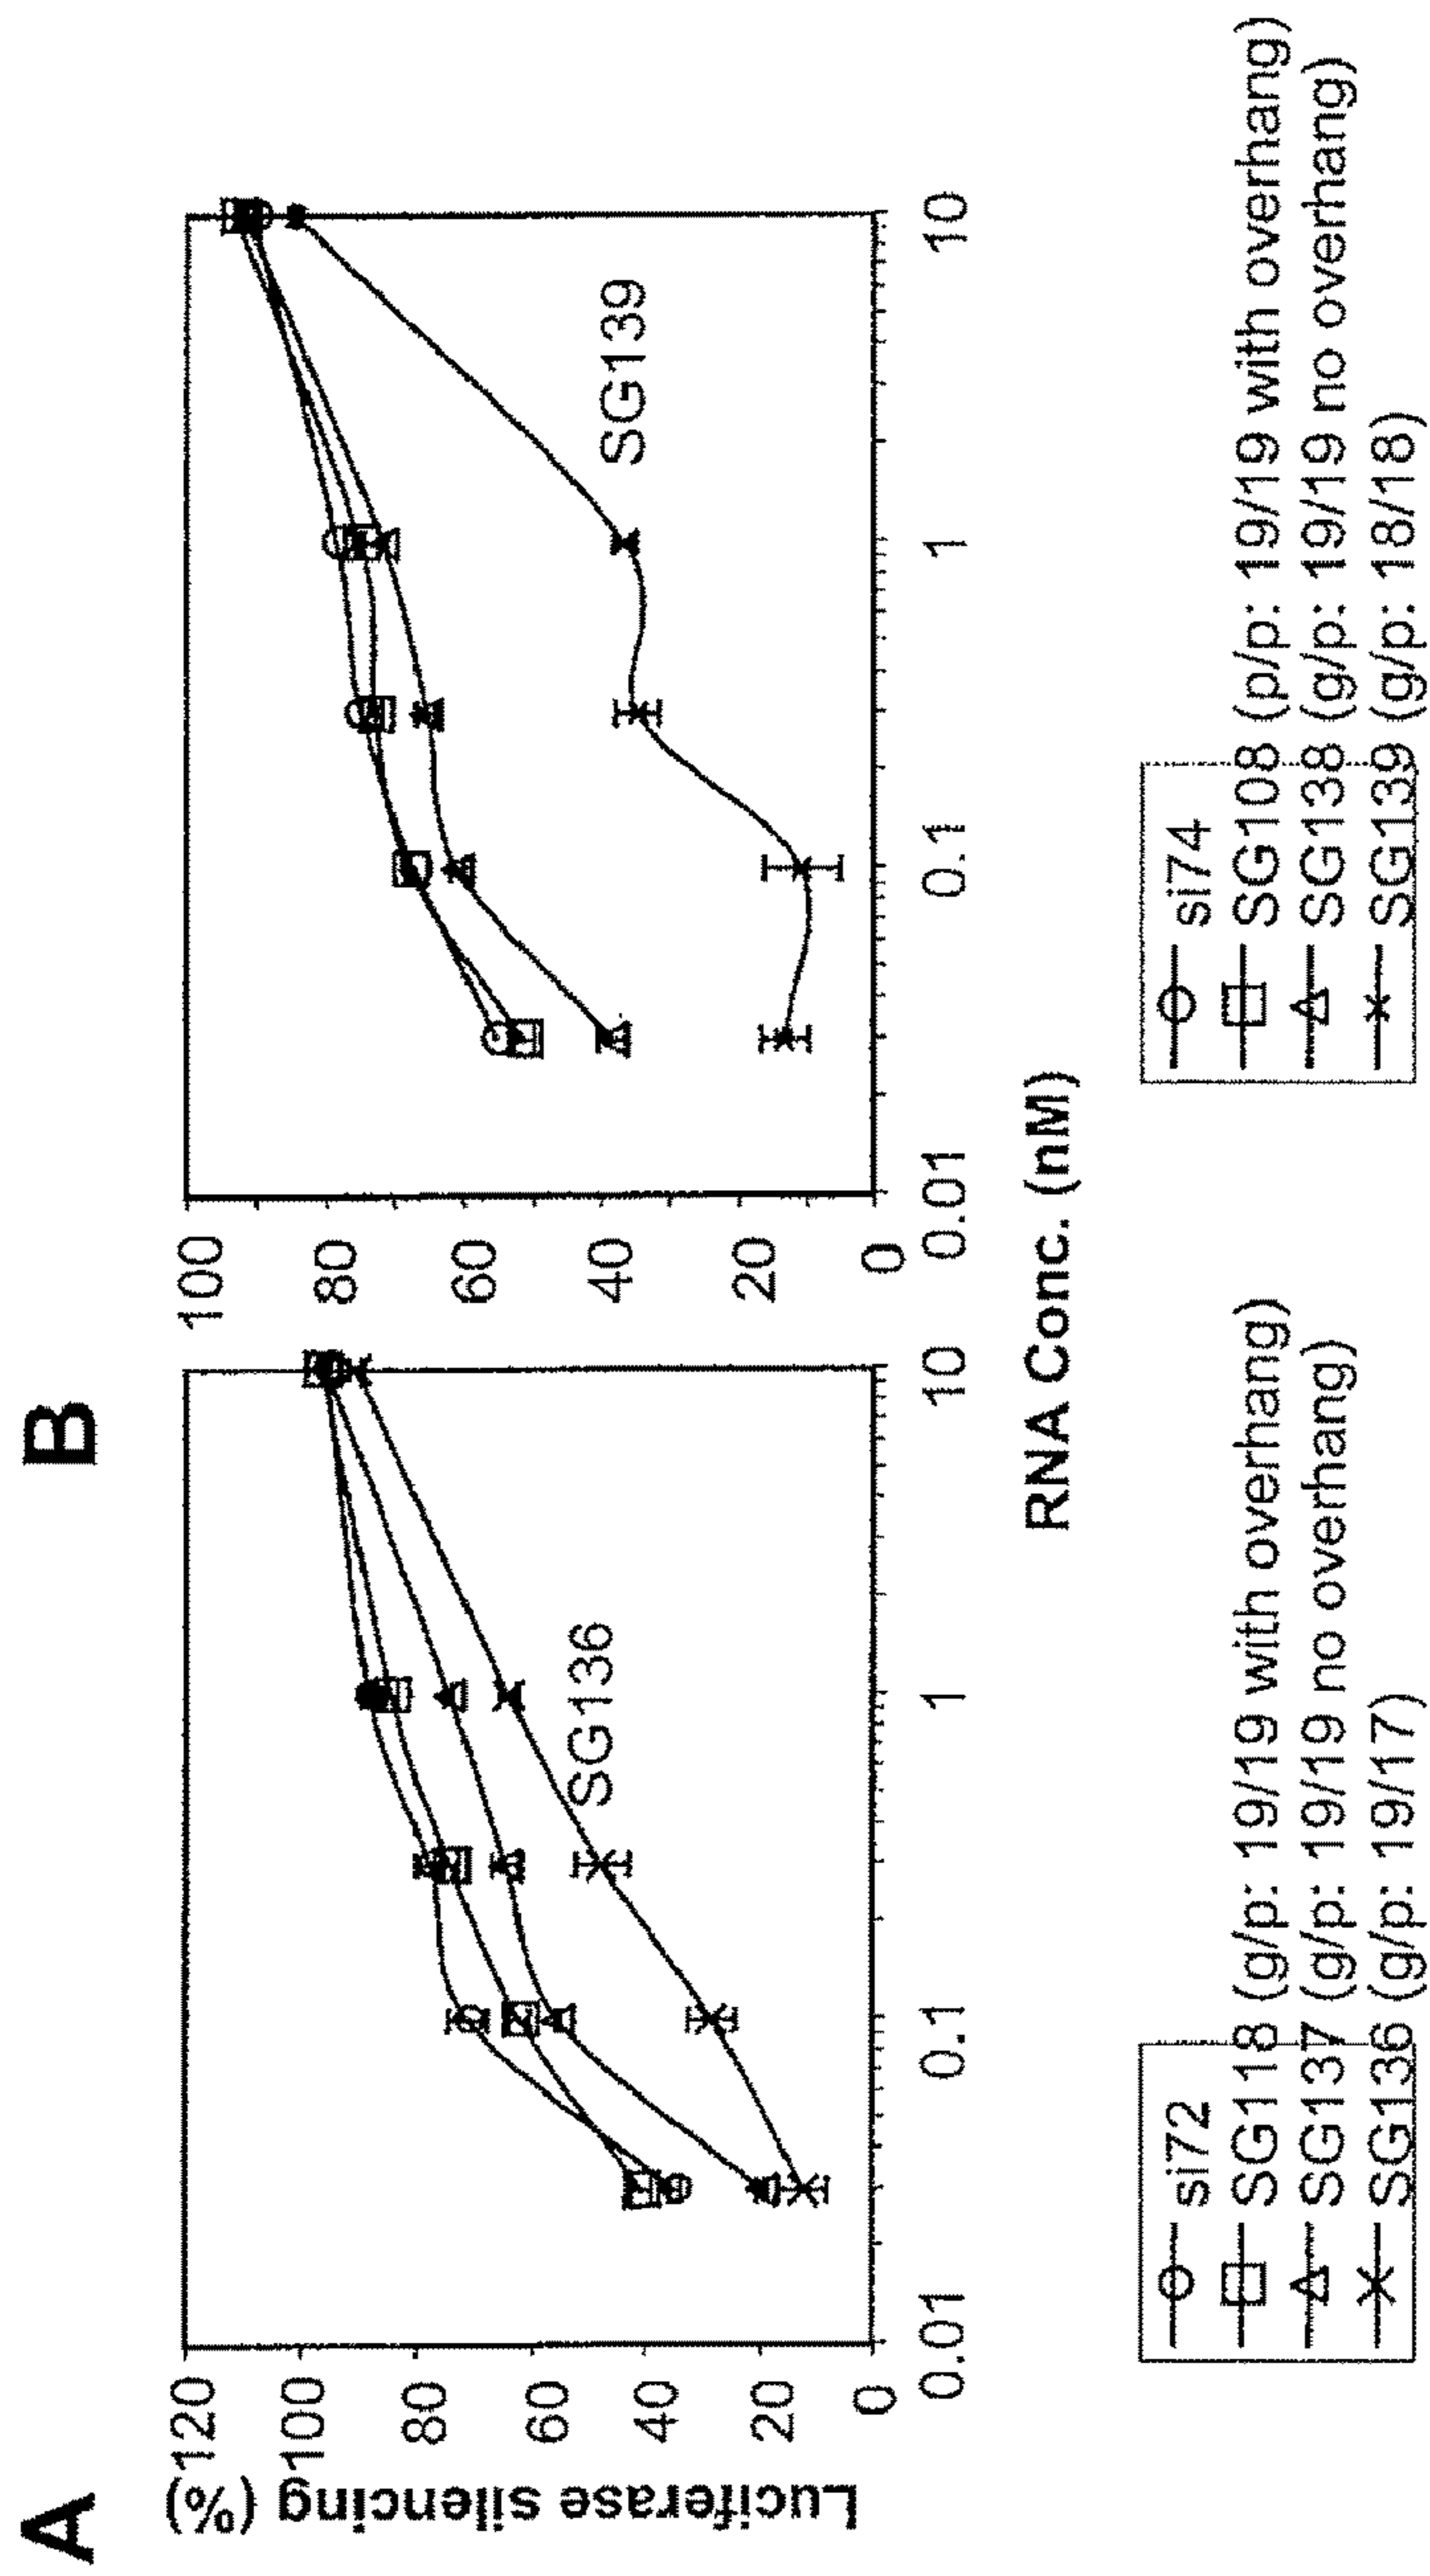 A
B
Luciferase silencing (%)
120
100
80
60
40
20
0
0.01
0.1
1
10
SG136
100
80
60
40
20
0
0.01
0.1
1
10
SG139
RNA Conc. (nM)
si72
SG118 (g/p: 19/19 with overhang)
SG137 (g/p: 19/19 no overhang)
SG136 (g/p: 19/17)
si74
SG108 (p/p: 19/19 with overhang)
SG138 (g/p: 19/19 no overhang)
SG139 (g/p: 18/18)